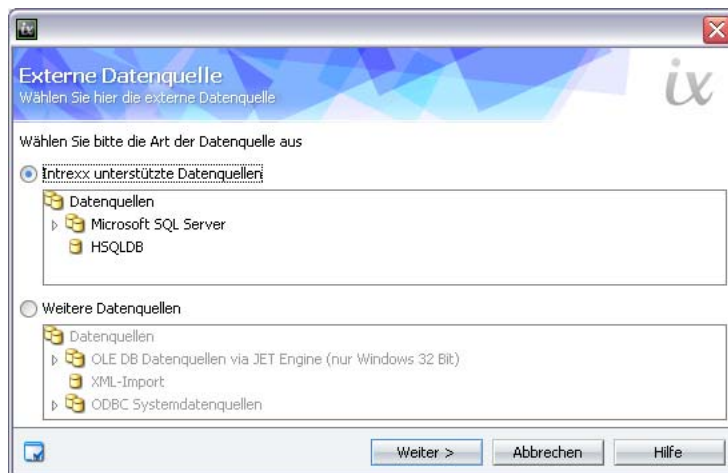 ix
Externe Datenquelle
Wählen Sie hier die externe Datenquelle
ix
Wählen Sie bitte die Art der Datenquelle aus
Intrexx unterstützte Datenquellen
Datenquellen
Microsoft SQL Server
HSQLDB
Weitere Datenquellen
Datenquellen
OLE DB Datenquellen via JET Engine (nur Windows 32 Bit)
XML-Import
ODBC Systemdatenquellen
Weiter > Abbrechen Hilfe